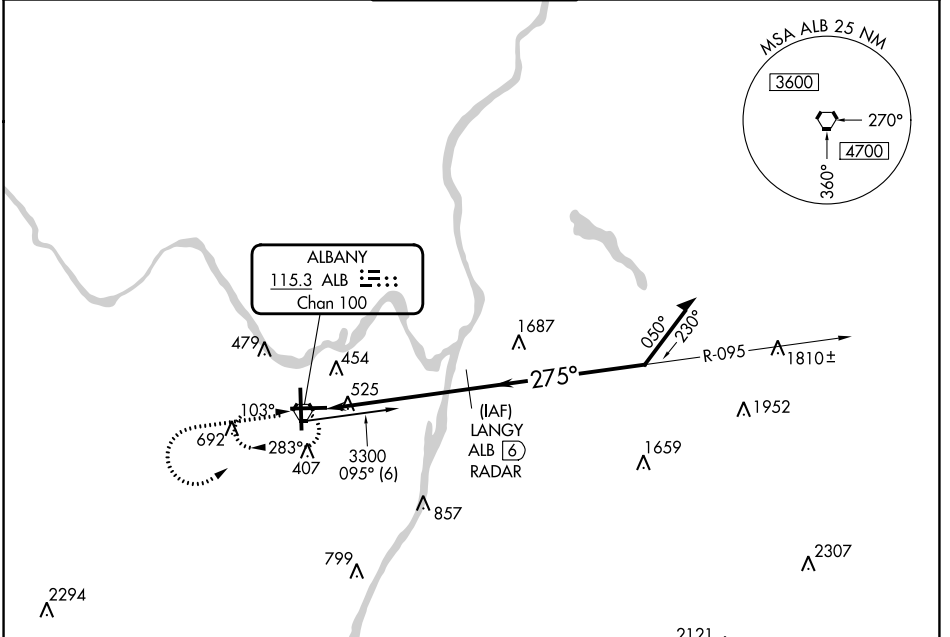 MSA ALB 25 NM
3600
270°
4700
360°
ALBANY
115.3 ALB
Chan 100
479
454
1687
050°
230°
R-095
1810±
275°
525
103°
692
283°
407
3300
095° (6)
(IAF)
LANGY
ALB 6
RADAR
1952
1659
857
799
2307
2294
2121